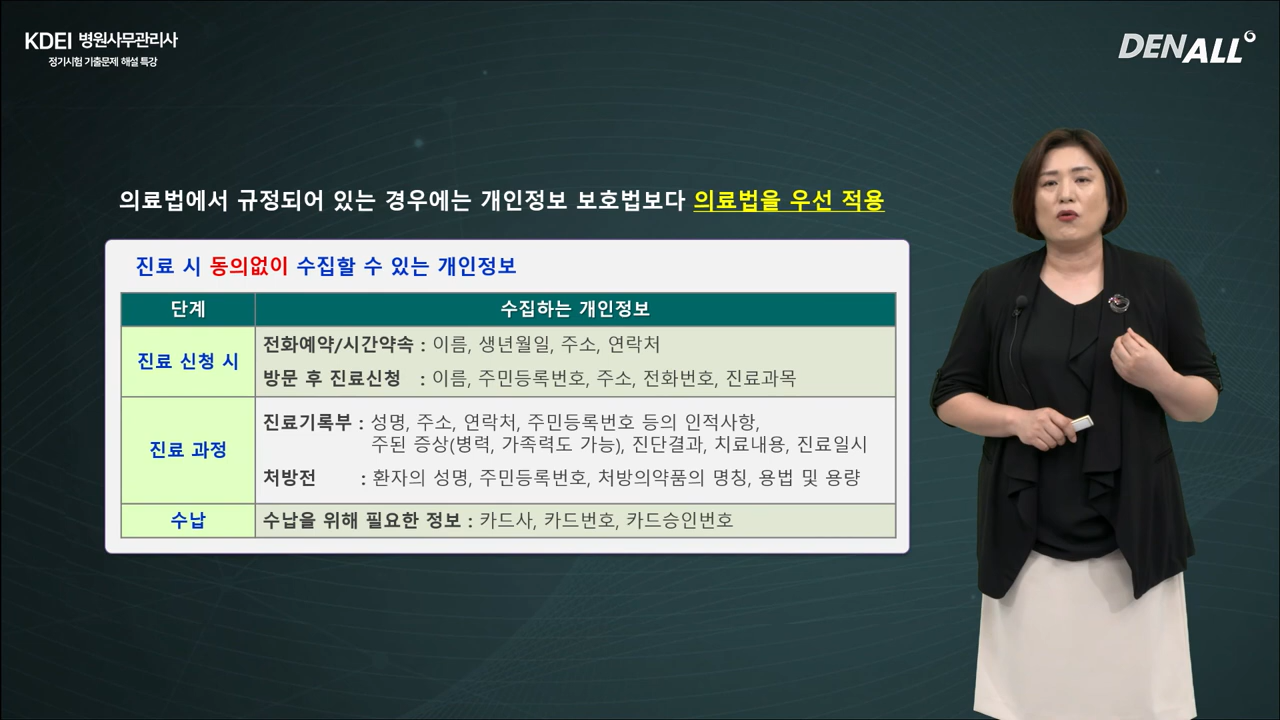 KDEI 병원사무관리사
정기시험 기출문제 해설 특강
DENALL
의료법에서 규정되어 있는 경우에는 개인정보 보호법보다 의료법을 우선 적용
진료 시 동의없이 수집할 수 있는 개인정보
단계 수집하는 개인정보
진료 신청 시
전화예약/시간약속 : 이름, 생년월일, 주소, 연락처
방문 후 진료신청 : 이름, 주민등록번호, 주소, 전화번호, 진료과목
진료 과정
진료기록부 : 성명, 주소, 연락처, 주민등록번호 등의 인적사항,
주된 증상(병력, 가족력도 가능), 진단결과, 치료내용, 진료일시
처방전 : 환자의 성명, 주민등록번호, 처방의약품의 명칭, 용법 및 용량
수납 수납을 위해 필요한 정보 : 카드사, 카드번호, 카드승인번호